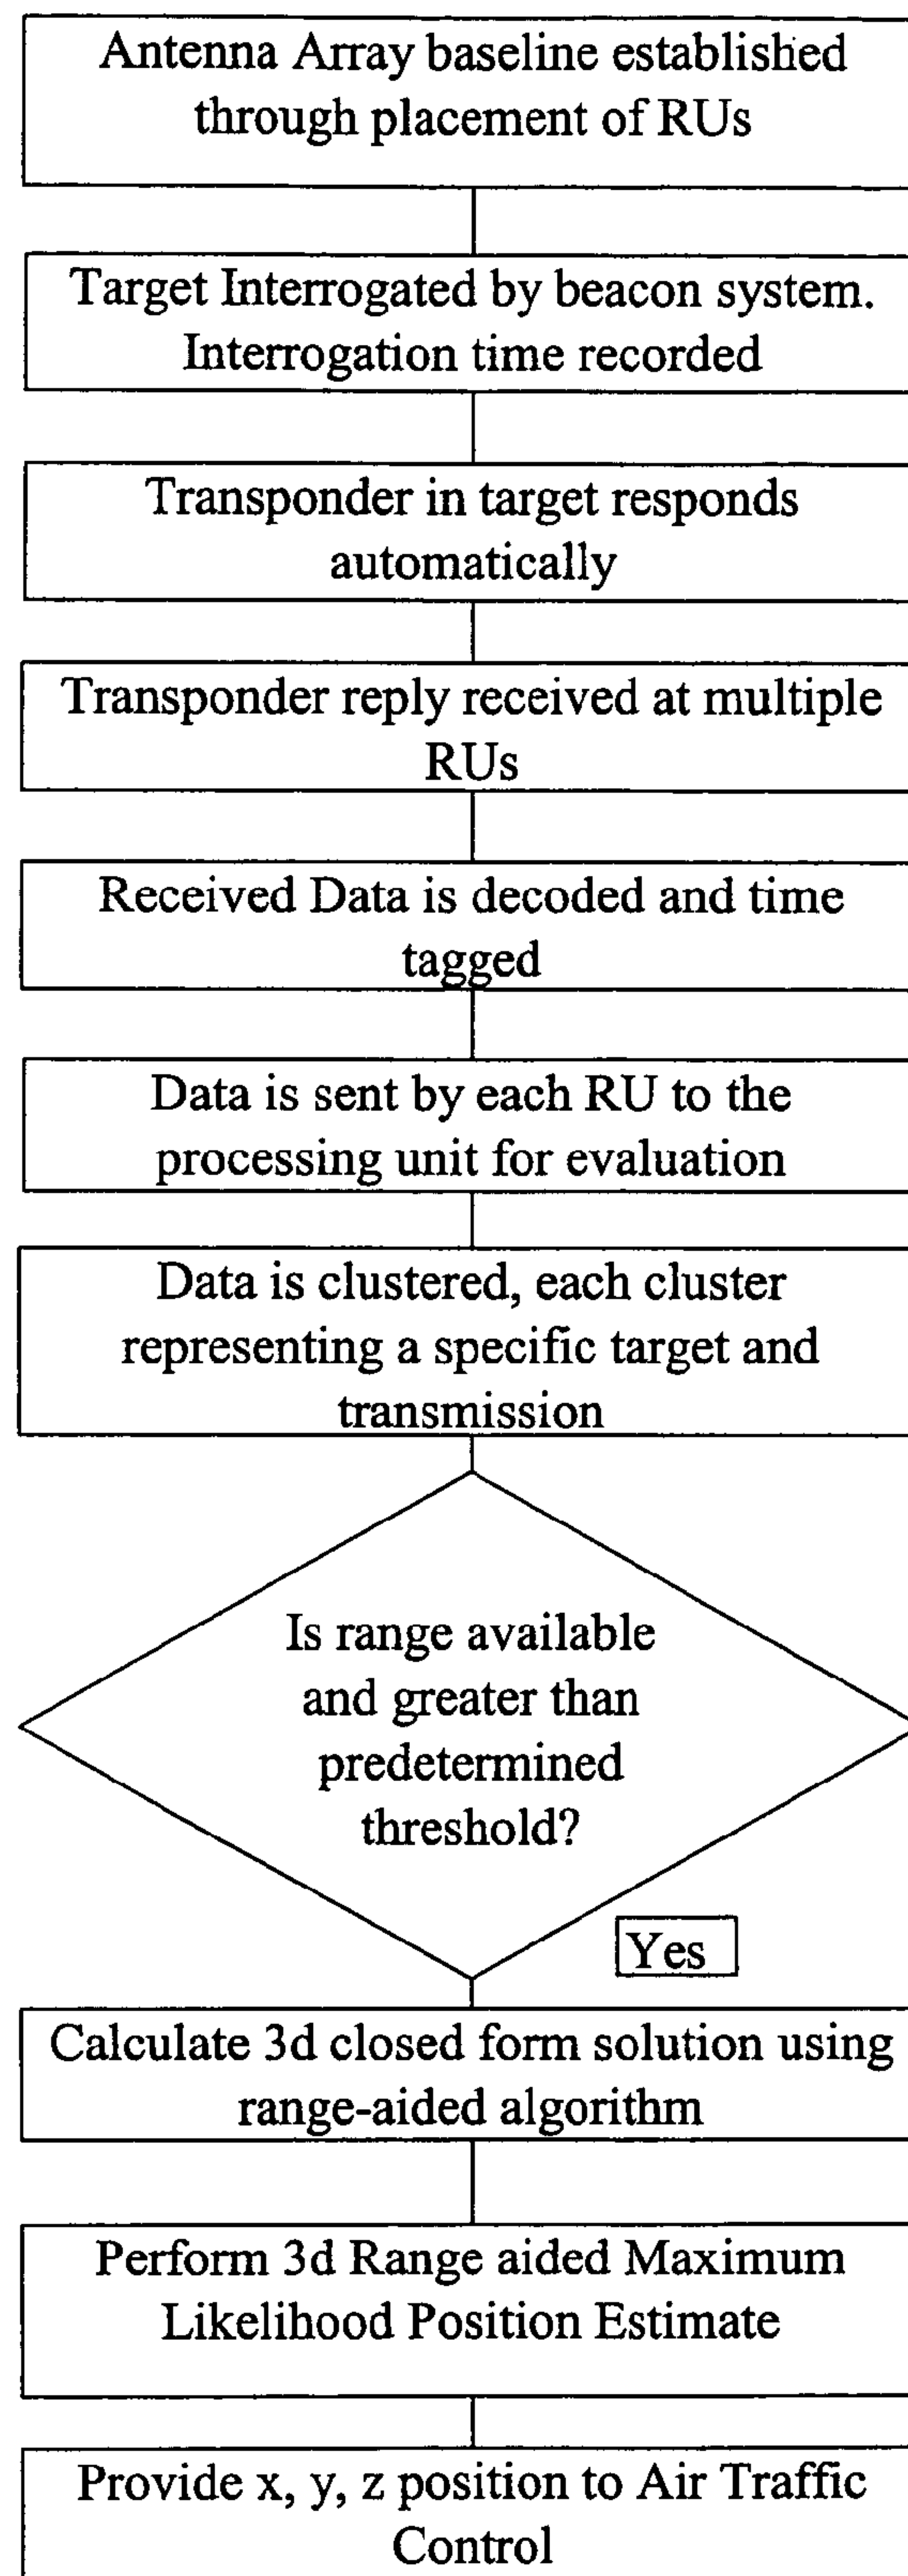 Antenna Array baseline established
through placement of RUs
Target Interrogated by beacon system.
Interrogation time recorded
Transponder in target responds
automatically
Transponder reply received at multiple
RUs
Received Data is decoded and time
tagged
Data is sent by each RU to the
processing unit for evaluation
Data is clustered, each cluster
representing a specific target and
transmission
Is range available
and greater than
predetermined
threshold?
Yes
Calculate 3d closed form solution using
range-aided algorithm
Perform 3d Range aided Maximum
Likelihood Position Estimate
Provide x, y, z position to Air Traffic
Control